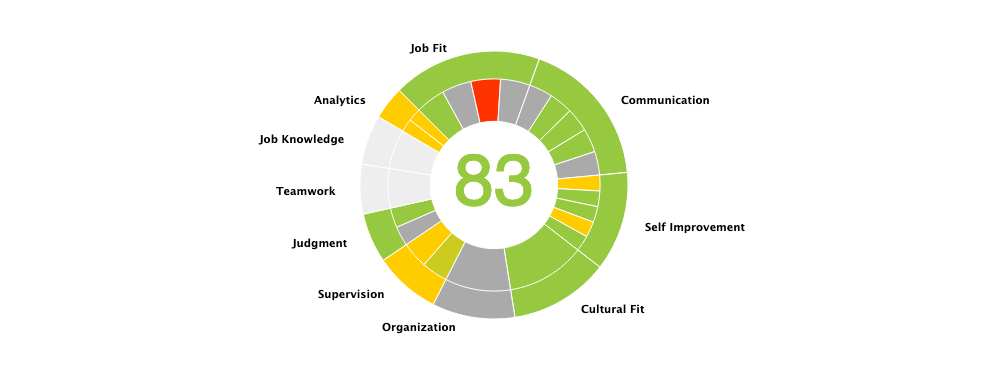 Job Fit
Analytics
Communication
Job Knowledge
83
Teamwork
Self Improvement
Judgment
Supervision
Cultural Fit
Organization